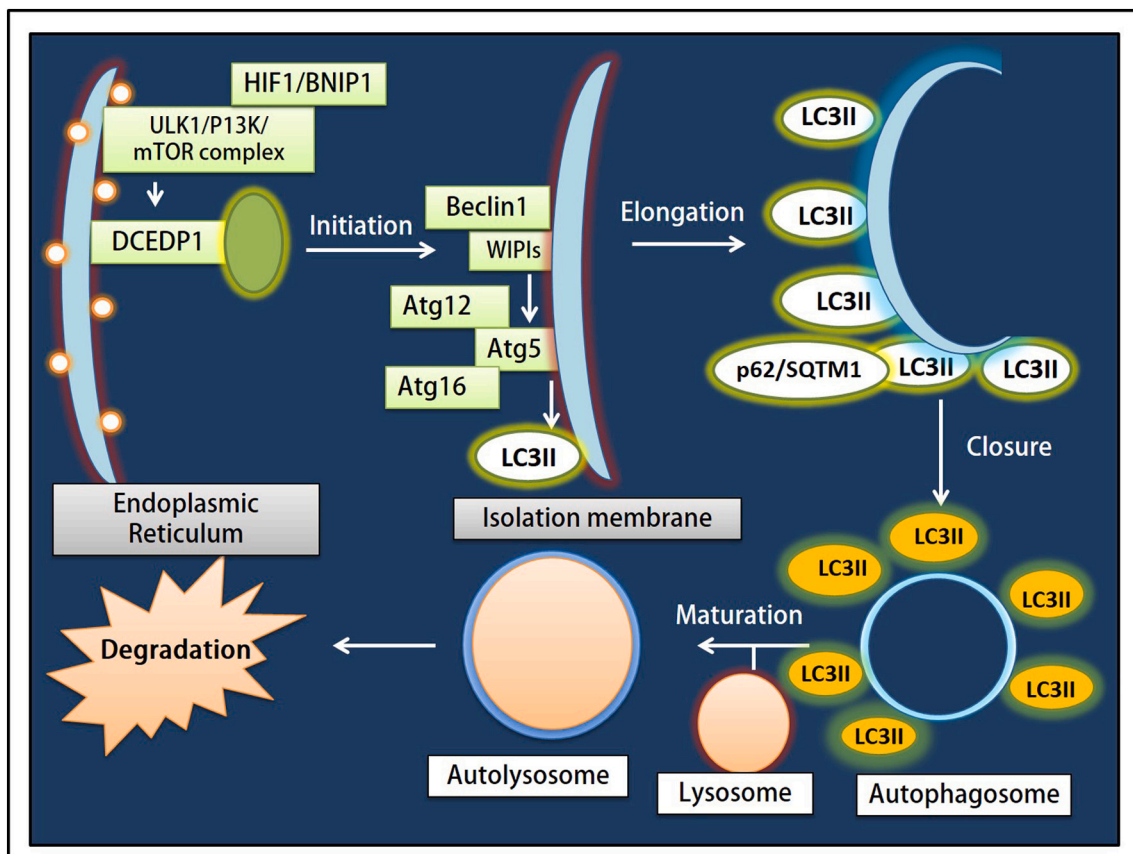 HIF1/BNIP1
ULK1/P13K/
mTOR complex
DCEDP1
Initiation
Beclin1
WIPIs
Atg12
Atg5
Atg16
LC3II
Elongation
LC3II
LC3II
LC3II
p62/SQTM1
LC3II
LC3II
Closure
Endoplasmic
Reticulum
Isolation membrane
LC3II
LC3II
LC3II
LC3II
LC3II
LC3II
Maturation
Degradation
Autolysosome
Lysosome
Autophagosome